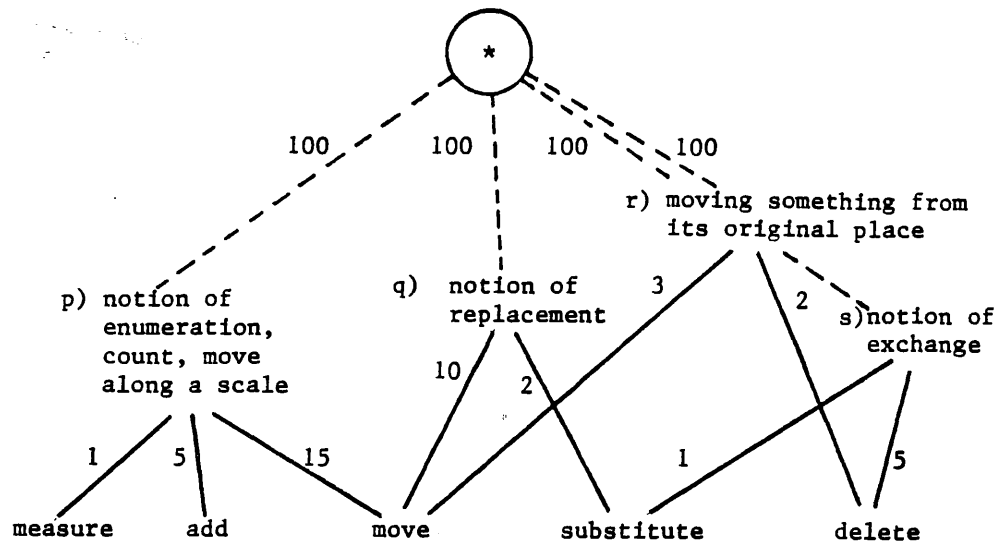 *
100 100 100 100
r) moving something from
its original place
p) notion of
enumeration,
count, move
along a scale
q) notion of
replacement
3
2
s)notion of
exchange
10
2
1 5 15 1 5
measure add move substitute delete